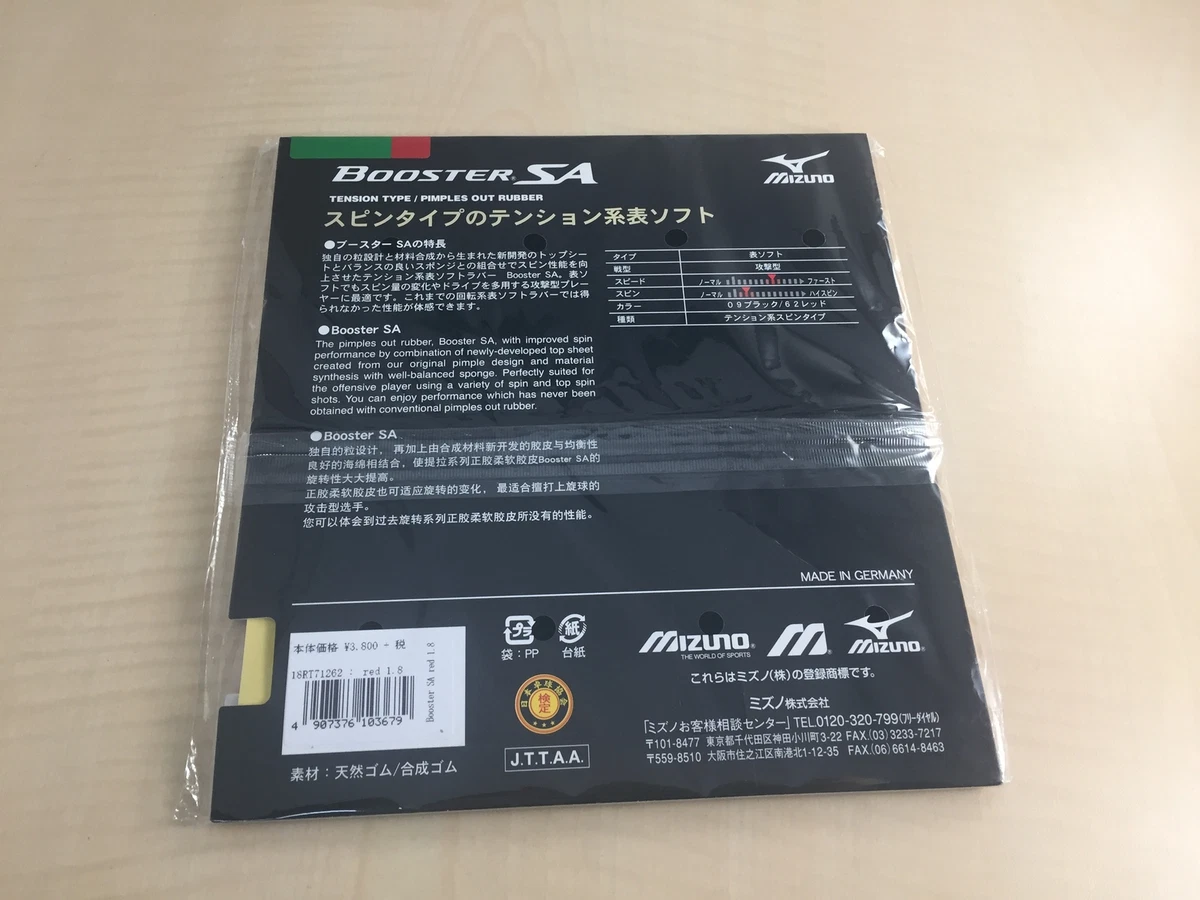 BOOSTER SA
MIZUNO
TENSION TYPE / PIMPLES OUT RUBBER
スピンタイプのテンション系表ソフト
●ブースター SAの特長
独自の粒設計と材料合成から生まれた新開発のトップシー
トとバランスの良いスポンジとの組合せでスピン性能を向
上させたテンション系表ソフトラバー Booster SA。表ソ
フトでもスピン量の変化やドライブを多用する攻撃型プレー
ヤーに最適です。これまでの回転系表ソフトラバーでは得
られなかった性能が体感できます。
タイプ 表ソフト
戦型 攻撃型
スピード ノーマル ファースト
スピン ノーマル ハイスピン
カラー 09ブラック/62レッド
種類 テンション系スピンタイプ
●Booster SA
The pimples out rubber, Booster SA, with improved spin
performance by combination of newly-developed top sheet
created from our original pimple design and material
synthesis with well-balanced sponge. Perfectly suited for
the offensive player using a variety of spin and top spin
shots. You can enjoy performance which has never been
obtained with conventional pimples out rubber.
●Booster SA
独自的粒设计，再加上由合成材料新开发的胶皮与均衡性
良好的海绵相结合，使提拉系列正胶柔软胶皮Booster SA的
旋转性大大提高。
正胶柔软胶皮也可适应旋转的变化，最适合擅打上旋球的
攻击型选手。
您可以体会到过去旋转系列正胶柔软胶皮所没有的性能。
MADE IN GERMANY
本体価格 ¥3,800 + 税
18RT71262 : red 1.8
Booster SA red 1.8
4 907376 103679
素材：天然ゴム/合成ゴム
プラ
袋：PP
紙
台紙
日本卓球協会
検定
J.T.T.A.A.
MIZUNO
THE WORLD OF SPORTS
M
MIZUNO
これらはミズノ(株)の登録商標です。
ミズノ株式会社
「ミズノお客様相談センター」TEL.0120-320-799(フリーダイヤル)
〒101-8477 東京都千代田区神田小川町3-22 FAX.(03)3233-7217
〒559-8510 大阪市住之江区南港北1-12-35 FAX.(06)6614-8463